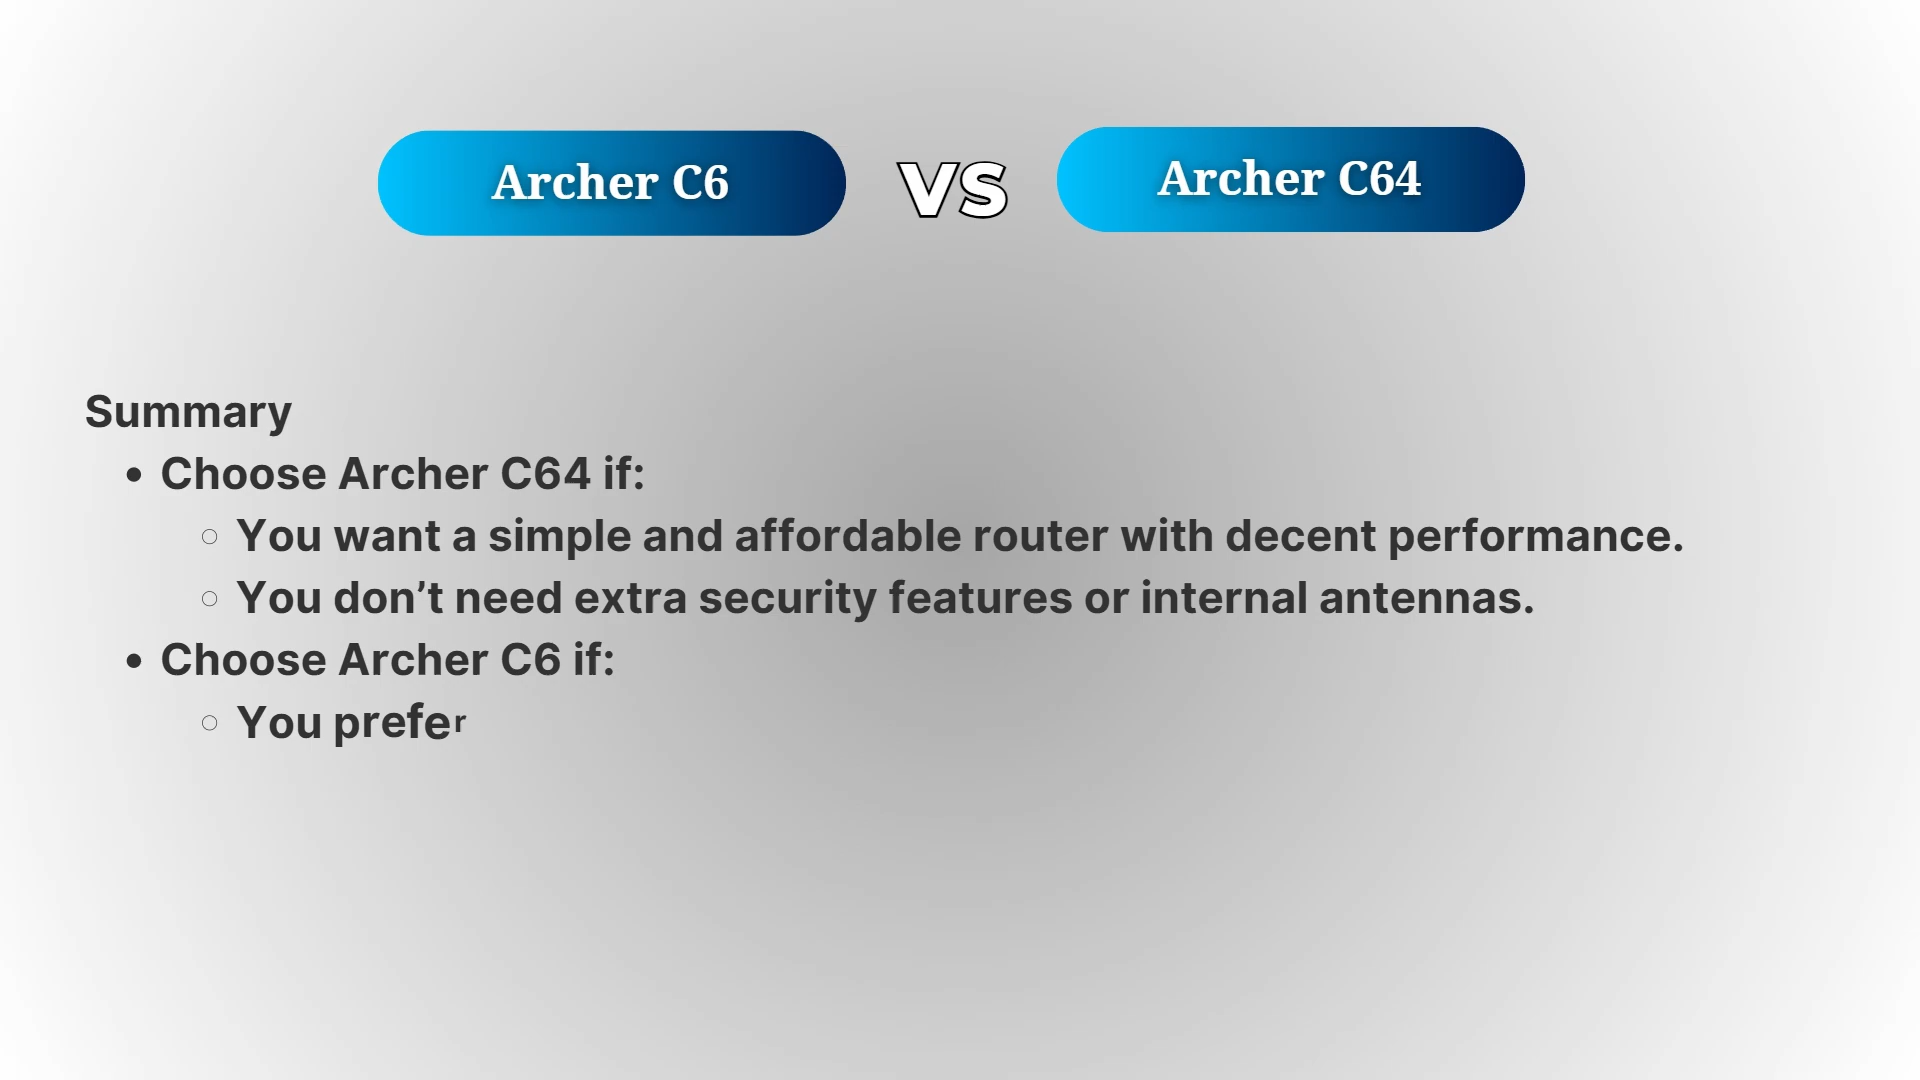 Archer C6 VS Archer C64
Summary
• Choose Archer C64 if:
○ You want a simple and affordable router with decent performance.
○ You don’t need extra security features or internal antennas.
• Choose Archer C6 if:
○ You prefer